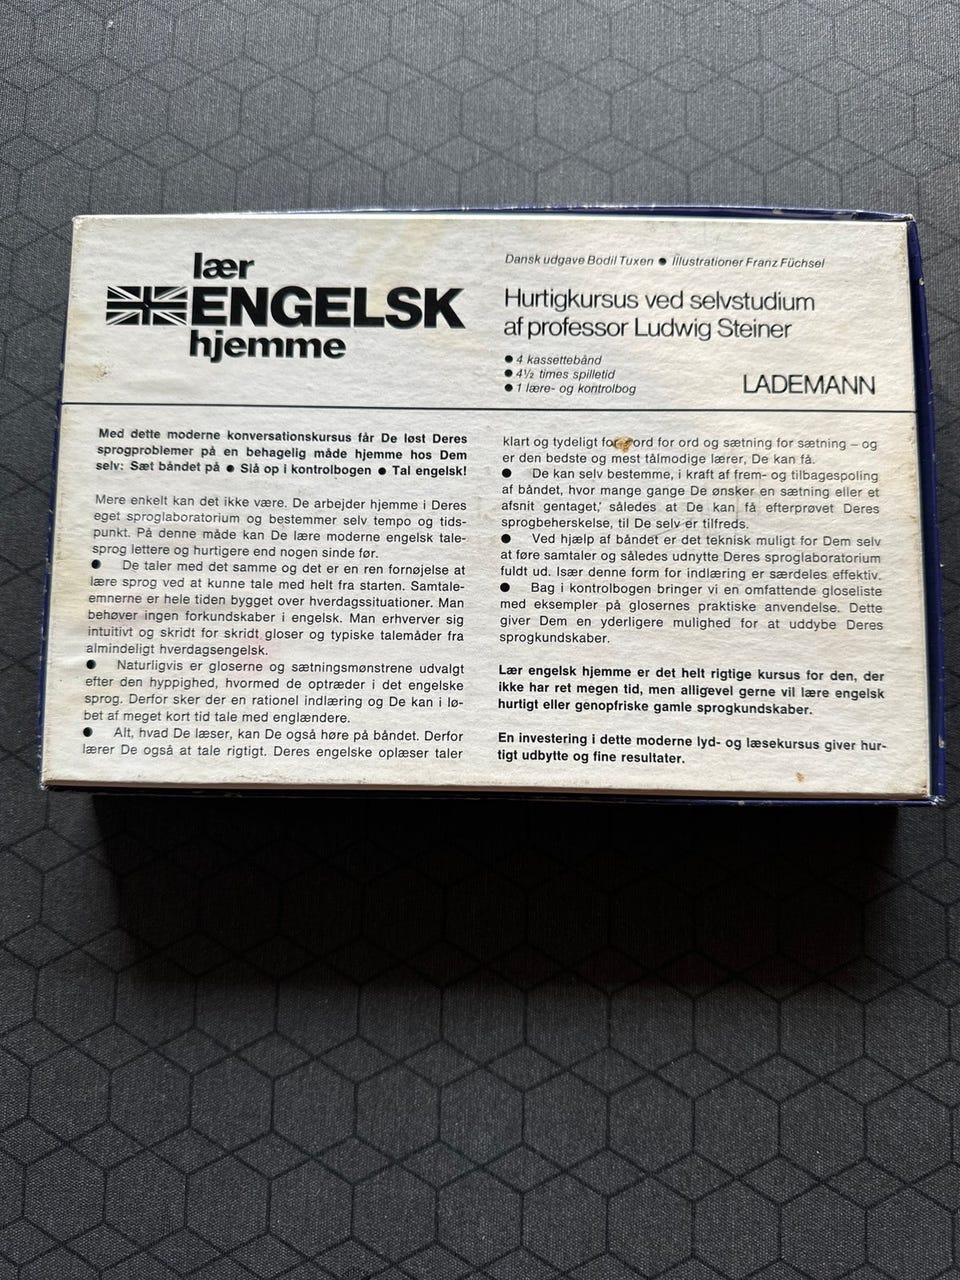 lær
ENGELSK
hjemme
Dansk udgave Bodil Tuxen ● Illustrationer Franz Füchsel
Hurtigkursus ved selvstudium
af professor Ludwig Steiner
● 4 kassettebånd
● 4½ times spilletid
● 1 lære- og kontrolbog
LADEMANN
Med dette moderne konversationskursus får De løst Deres
sprogproblemer på en behagelig måde hjemme hos Dem
selv: Sæt båndet på ● Slå op i kontrolbogen ● Tal engelsk!
Mere enkelt kan det ikke være. De arbejder hjemme i Deres
eget sproglaboratorium og bestemmer selv tempo og tids-
punkt. På denne måde kan De lære moderne engelsk tale-
sprog lettere og hurtigere end nogen sinde før.
● De taler med det samme og det er en ren fornøjelse at
lære sprog ved at kunne tale med helt fra starten. Samtale-
emnerne er hele tiden bygget over hverdagssituationer. Man
behøver ingen forkundskaber i engelsk. Man erhverver sig
intuitivt og skridt for skridt gloser og typiske talemåder fra
almindeligt hverdagsengelsk.
● Naturligvis er gloserne og sætningsmønstrene udvalgt
efter den hyppighed, hvormed de optræder i det engelske
sprog. Derfor sker der en rationel indlæring og De kan i lø-
bet af meget kort tid tale med englændere.
● Alt, hvad De læser, kan De også høre på båndet. Derfor
lærer De også at tale rigtigt. Deres engelske oplæser taler
klart og tydeligt for, ord for ord og sætning for sætning – og
er den bedste og mest tålmodige lærer, De kan få.
● De kan selv bestemme, i kraft af frem- og tilbagespoling
af båndet, hvor mange gange De ønsker en sætning eller et
afsnit gentaget, således at De kan få efterprøvet Deres
sprogbeherskelse, til De selv er tilfreds.
● Ved hjælp af båndet er det teknisk muligt for Dem selv
at føre samtaler og således udnytte Deres sproglaboratorium
fuldt ud. Især denne form for indlæring er særdeles effektiv.
● Bag i kontrolbogen bringer vi en omfattende gloseliste
med eksempler på glosernes praktiske anvendelse. Dette
giver Dem en yderligere mulighed for at uddybe Deres
sprogkundskaber.
Lær engelsk hjemme er det helt rigtige kursus for den, der
ikke har ret megen tid, men alligevel gerne vil lære engelsk
hurtigt eller genopfriske gamle sprogkundskaber.
En investering i dette moderne lyd- og læsekursus giver hur-
tigt udbytte og fine resultater.